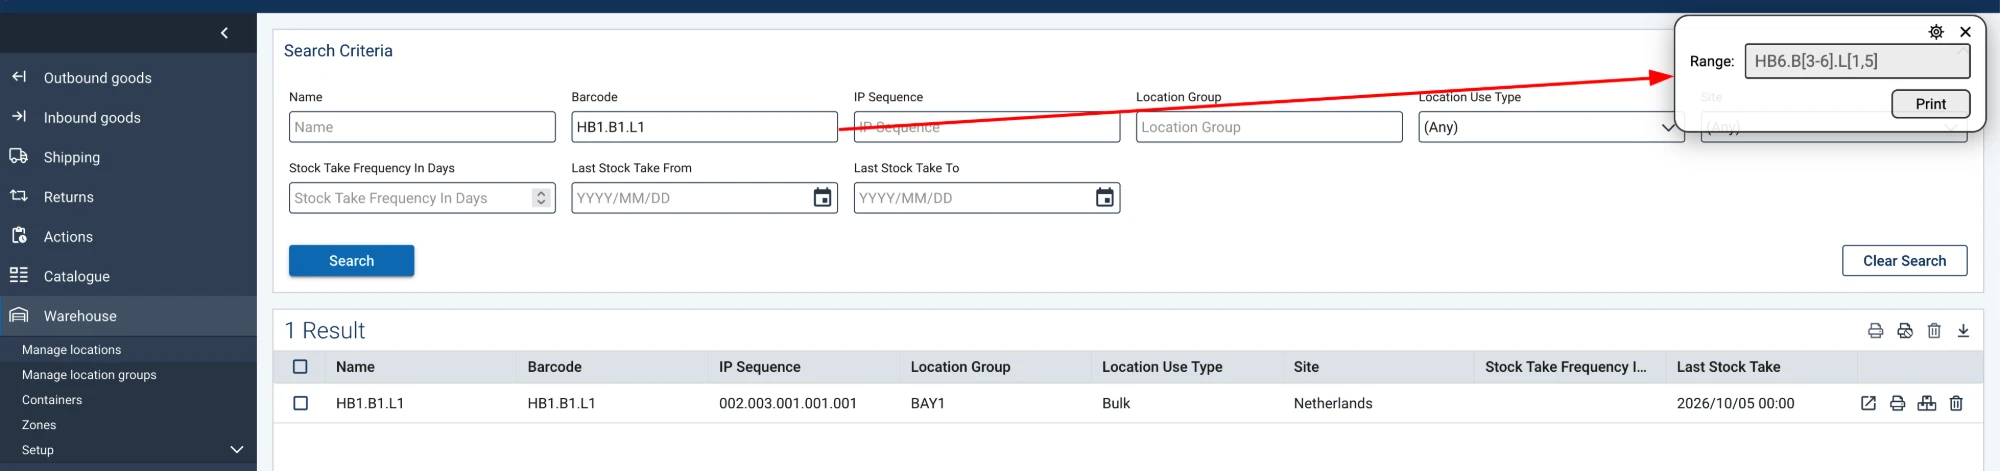 Outbound goods
Inbound goods
Shipping
Returns
Actions
Catalogue
Warehouse
Manage locations
Manage location groups
Containers
Zones
Setup
Search Criteria
Name
Barcode
IP Sequence
Location Group
Location Use Type
Site
Name
HB1.B1.L1
IP Sequence
Location Group
(Any)
(Any)
Stock Take Frequency In Days
Last Stock Take From
Last Stock Take To
Stock Take Frequency In Days
YYYY/MM/DD
YYYY/MM/DD
Search
Clear Search
Range: HB6.B[3-6].L[1,5]
Print
1 Result
Name Barcode IP Sequence Location Group Location Use Type Site Stock Take Frequency I... Last Stock Take
HB1.B1.L1 HB1.B1.L1 002.003.001.001.001 BAY1 Bulk Netherlands 2026/10/05 00:00